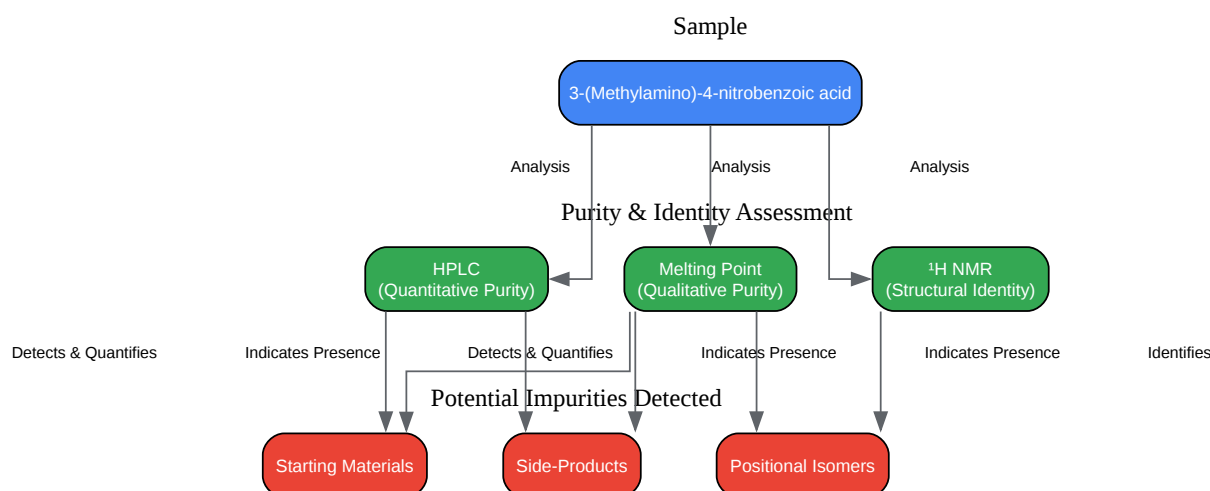 Sample
3-(Methylamino)-4-nitrobenzoic acid
Analysis
Analysis
Analysis
Purity & Identity Assessment
HPLC
(Quantitative Purity)
Melting Point
(Qualitative Purity)
¹H NMR
(Structural Identity)
Detects & Quantifies
Indicates Presence
Detects & Quantifies
Indicates Presence
Indicates Presence
Identifies
Potential Impurities Detected
Starting Materials
Side-Products
Positional Isomers